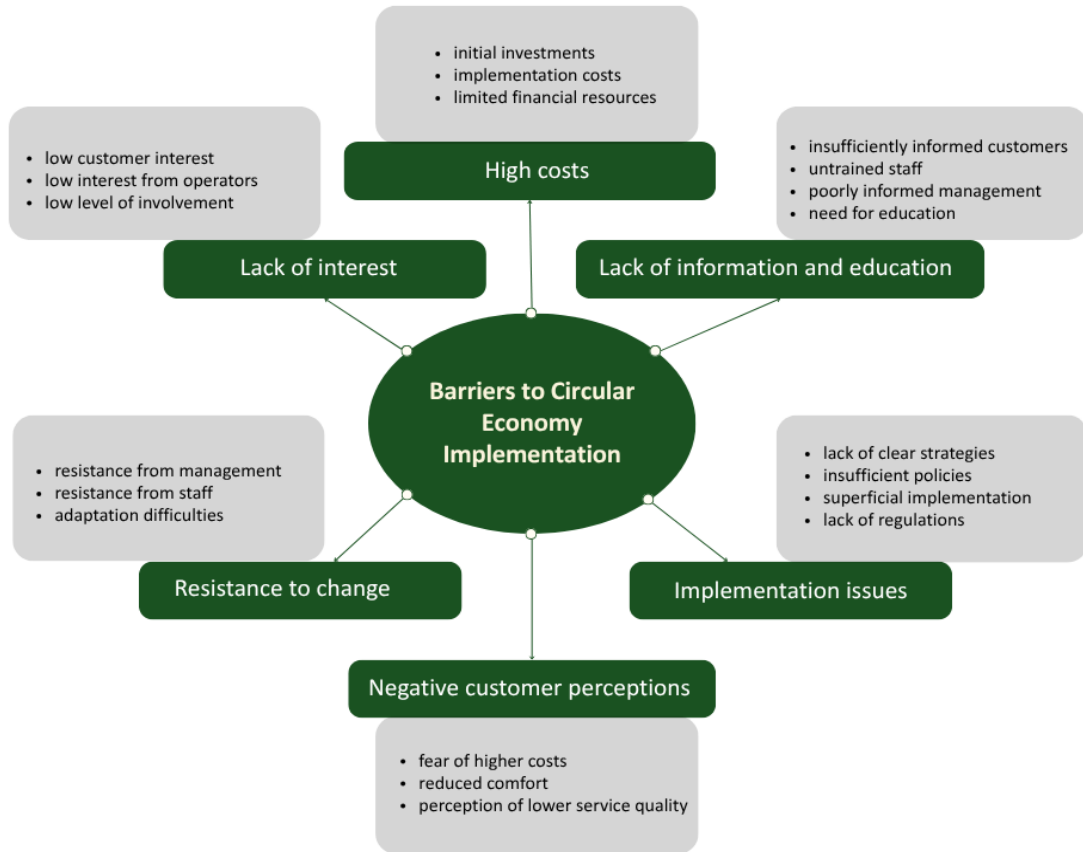 • initial investments
• implementation costs
• limited financial resources
High costs
• low customer interest
• low interest from operators
• low level of involvement
Lack of interest
• insufficiently informed customers
• untrained staff
• poorly informed management
• need for education
Lack of information and education
Barriers to Circular
Economy
Implementation
• resistance from management
• resistance from staff
• adaptation difficulties
Resistance to change
• lack of clear strategies
• insufficient policies
• superficial implementation
• lack of regulations
Implementation issues
Negative customer perceptions
• fear of higher costs
• reduced comfort
• perception of lower service quality